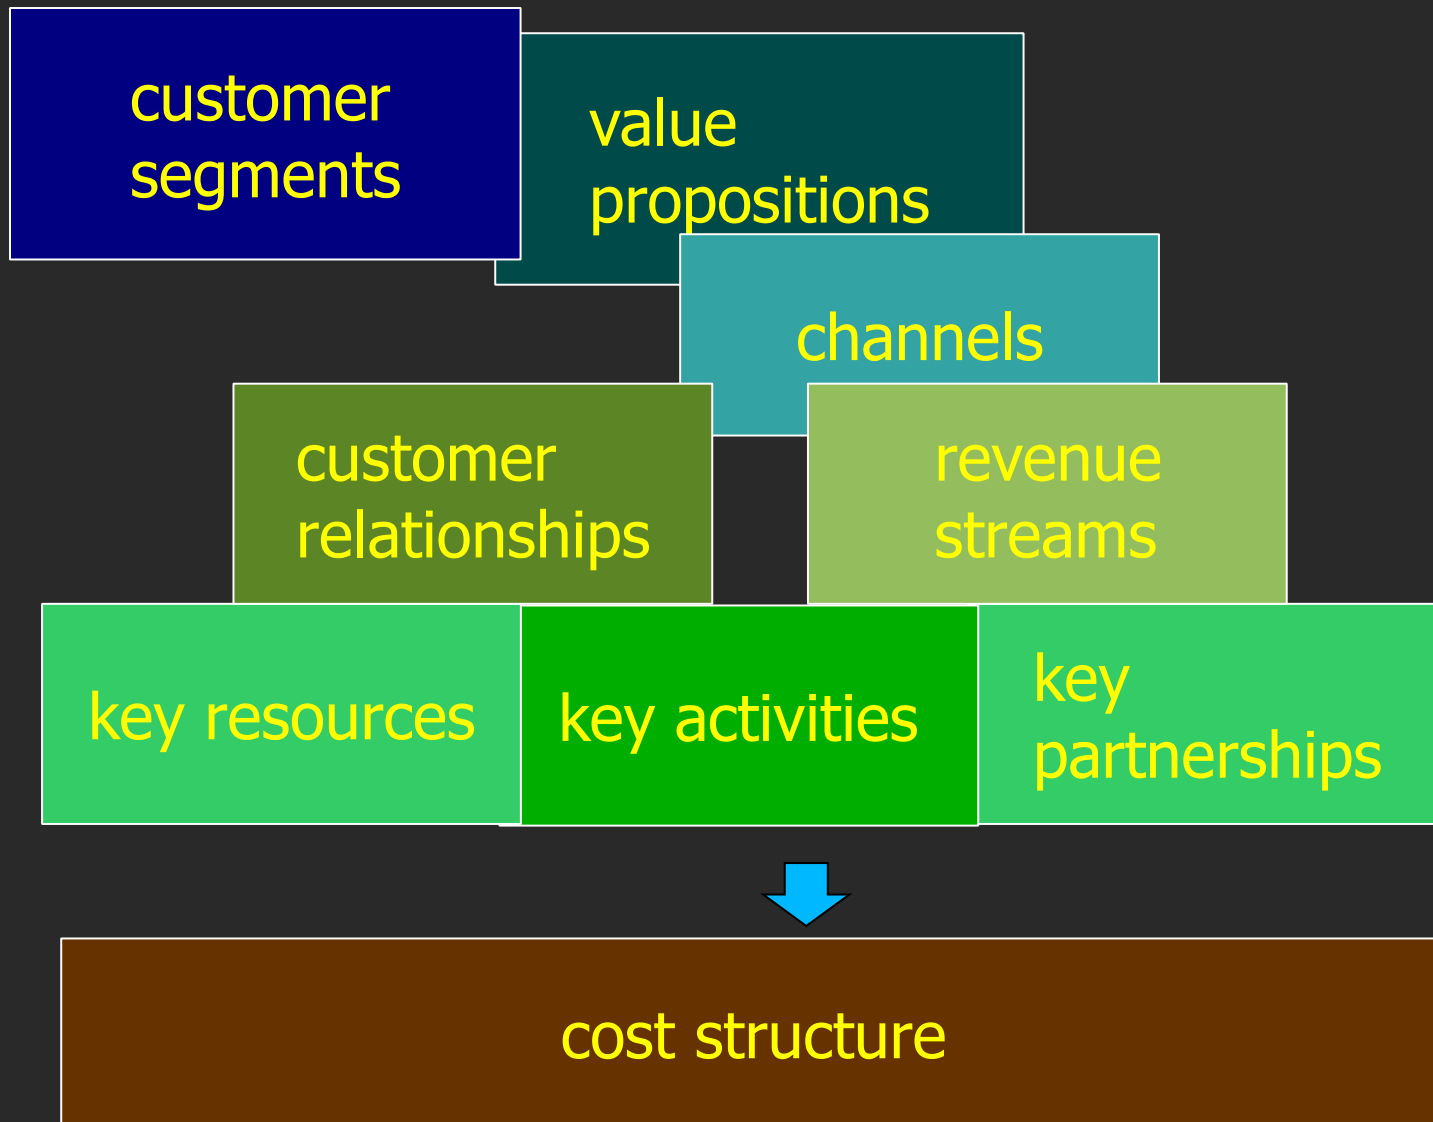 customer
segments
value
propositions
channels
customer
relationships
revenue
streams
key resources
key activities
key
partnerships
cost structure